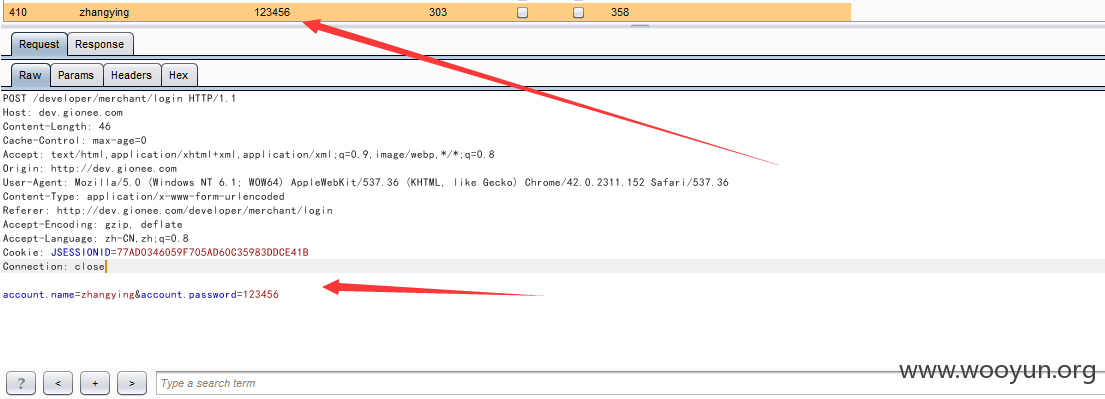 410 zhangying 123456 303 358
Request Response
Raw Params Headers Hex
POST /developer/merchant/login HTTP/1.1
Host: dev.gionee.com
Content-Length: 46
Cache-Control: max-age=0
Accept: text/html,application/xhtml+xml,application/xml;q=0.9,image/webp,*/*;q=0.8
Origin: http://dev.gionee.com
User-Agent: Mozilla/5.0 (Windows NT 6.1; WOW64) AppleWebKit/537.36 (KHTML, like Gecko) Chrome/42.0.2311.152 Safari/537.36
Content-Type: application/x-www-form-urlencoded
Referer: http://dev.gionee.com/developer/merchant/login
Accept-Encoding: gzip, deflate
Accept-Language: zh-CN,zh;q=0.8
Cookie: JSESSIONID=77AD0346059F705AD60C35983DDCE41B
Connection: close
account.name=zhangying&account.password=123456
? < + > Type a search term
www.wooyun.org